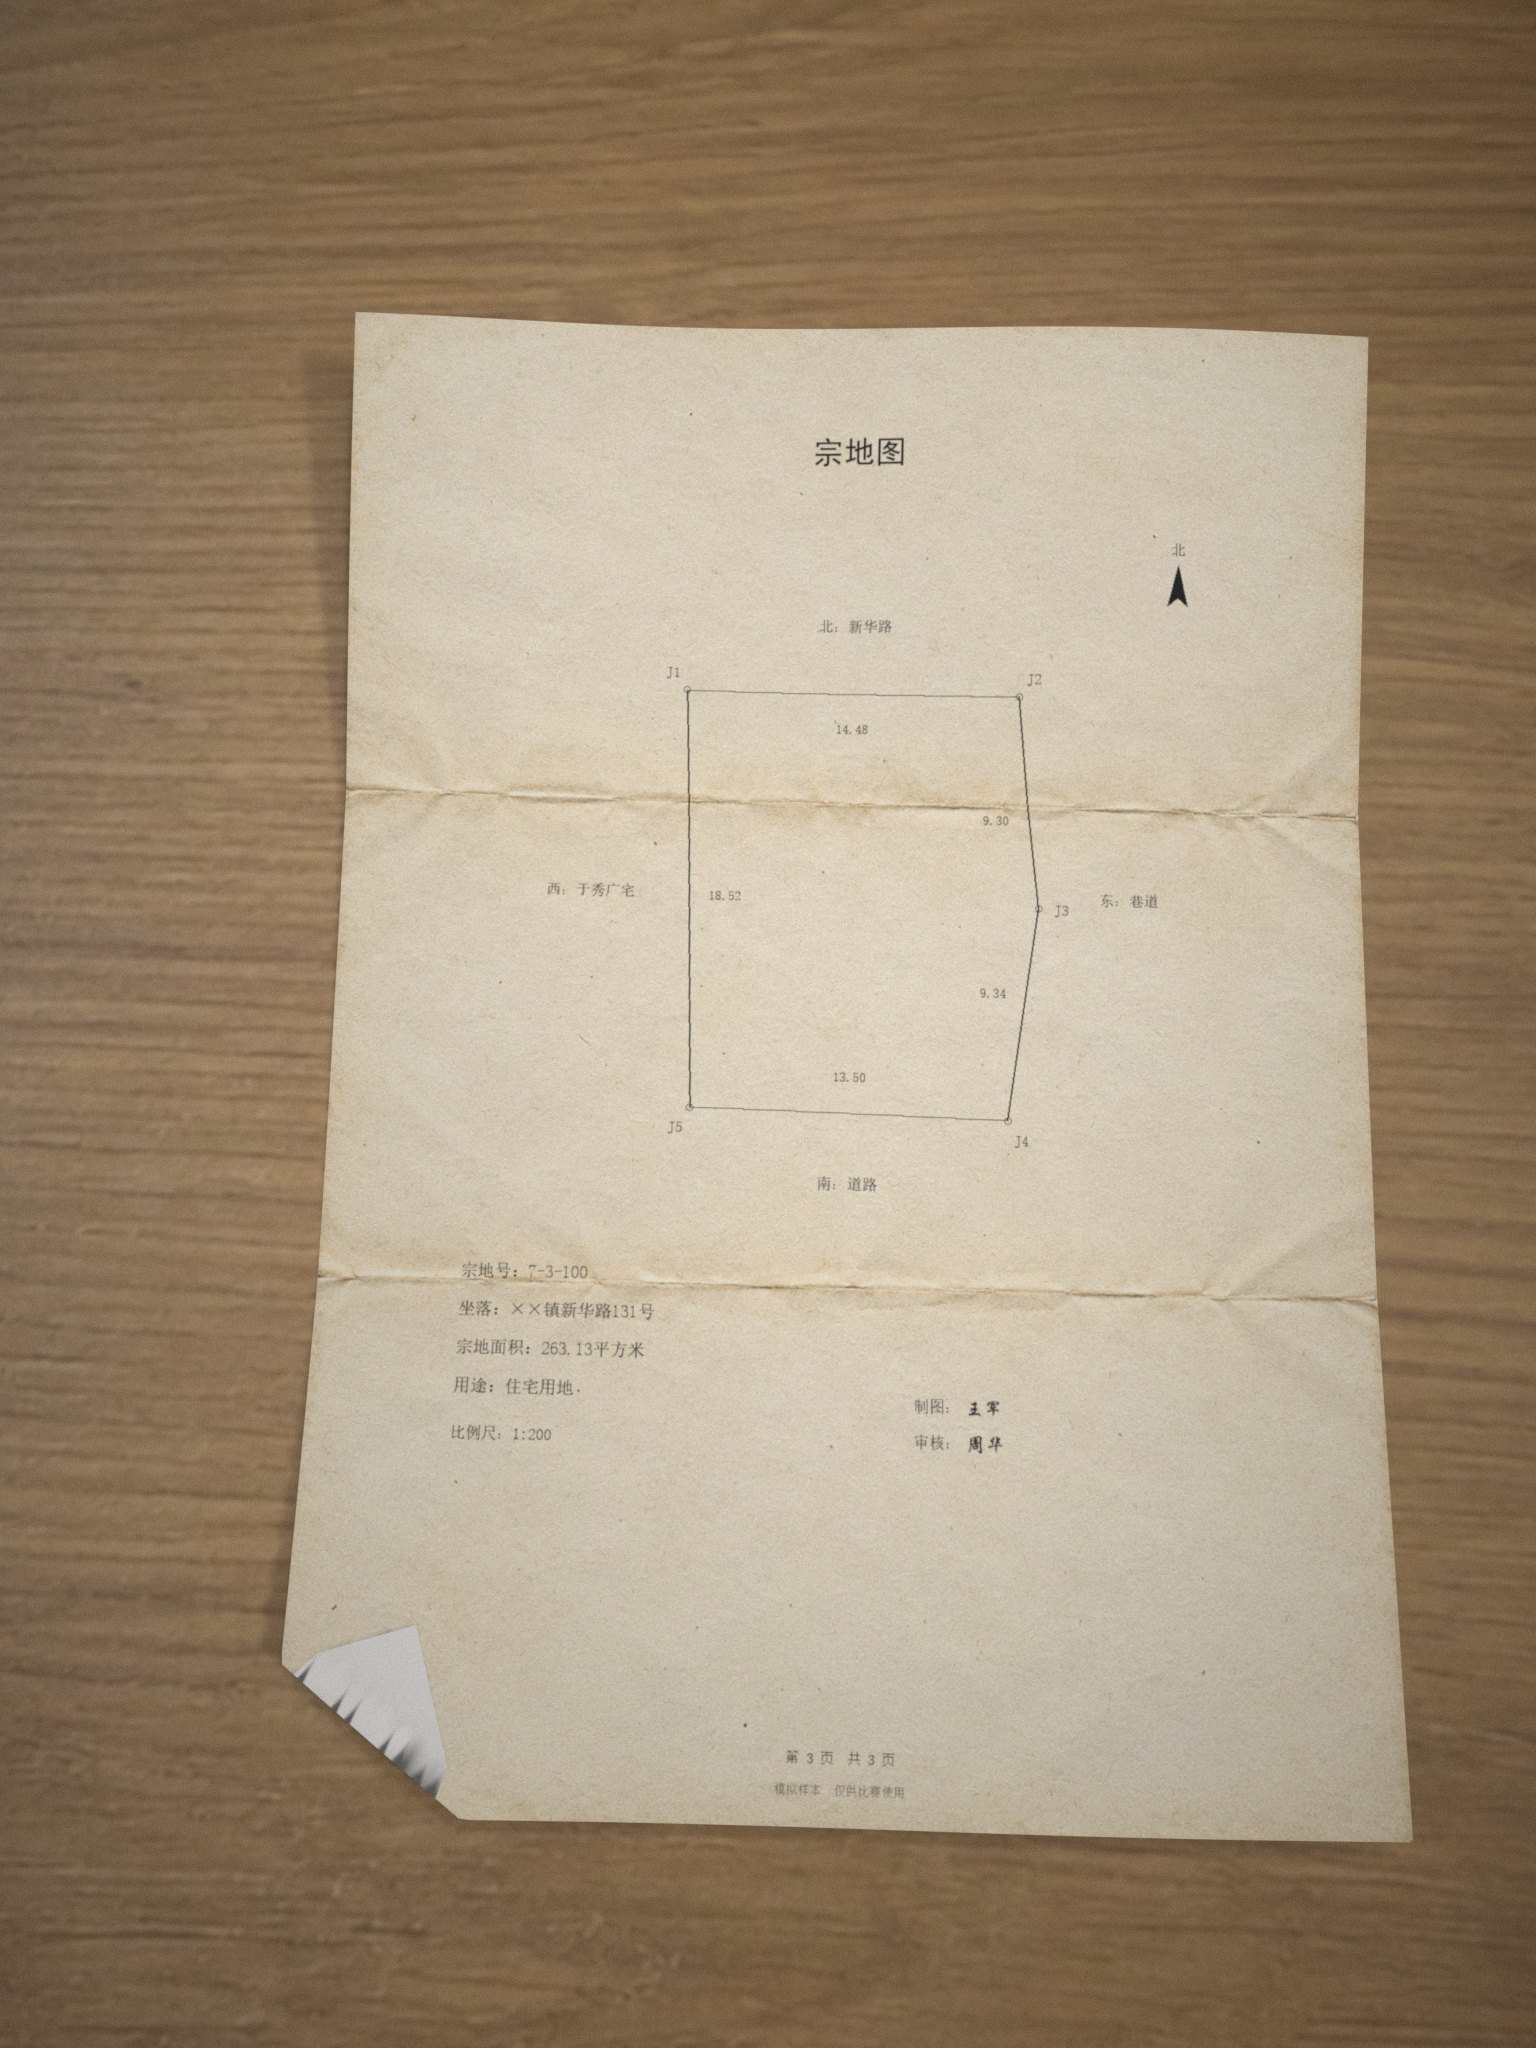 宗地图
北
北：新华路
J1
J2
14.48
9.30
西：于秀广宅
18.52
J3
东：巷道
9.34
13.50
J5
J4
南：道路
宗地号：7-3-100
坐落：××镇新华路131号
宗地面积：263.13平方米
用途：住宅用地
比例尺：1:200
制图：王军
审核：周华
第 3 页 共 3 页
模拟样本 仅供比赛使用